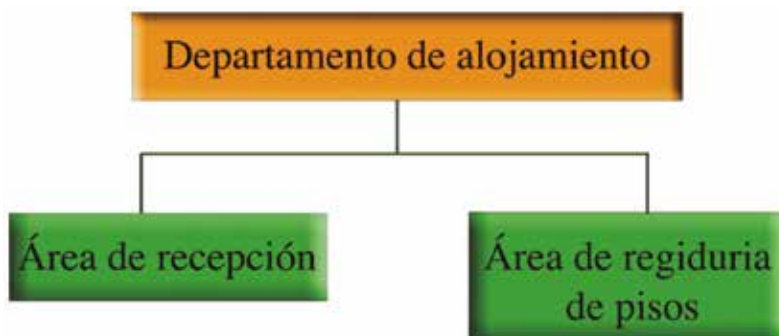 Departamento de alojamiento
Área de recepción
Área de regiduria
de pisos